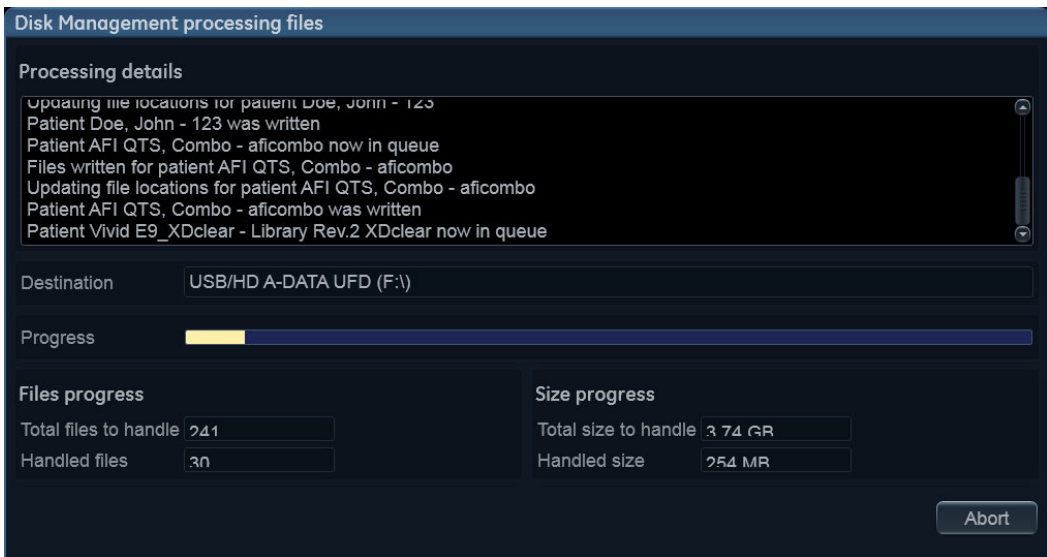 Disk Management processing files
Processing details
Updating file locations for patient Doe, John - 123
Patient Doe, John - 123 was written
Patient AFI QTS, Combo - aficombo now in queue
Files written for patient AFI QTS, Combo - aficombo
Updating file locations for patient AFI QTS, Combo - aficombo
Patient AFI QTS, Combo - aficombo was written
Patient Vivid E9_XDclear - Library Rev.2 XDclear now in queue
Destination USB/HD A-DATA UFD (F:\)
Progress
Files progress
Total files to handle 241
Handled files 30
Size progress
Total size to handle 3.74 GB
Handled size 254 MB
Abort